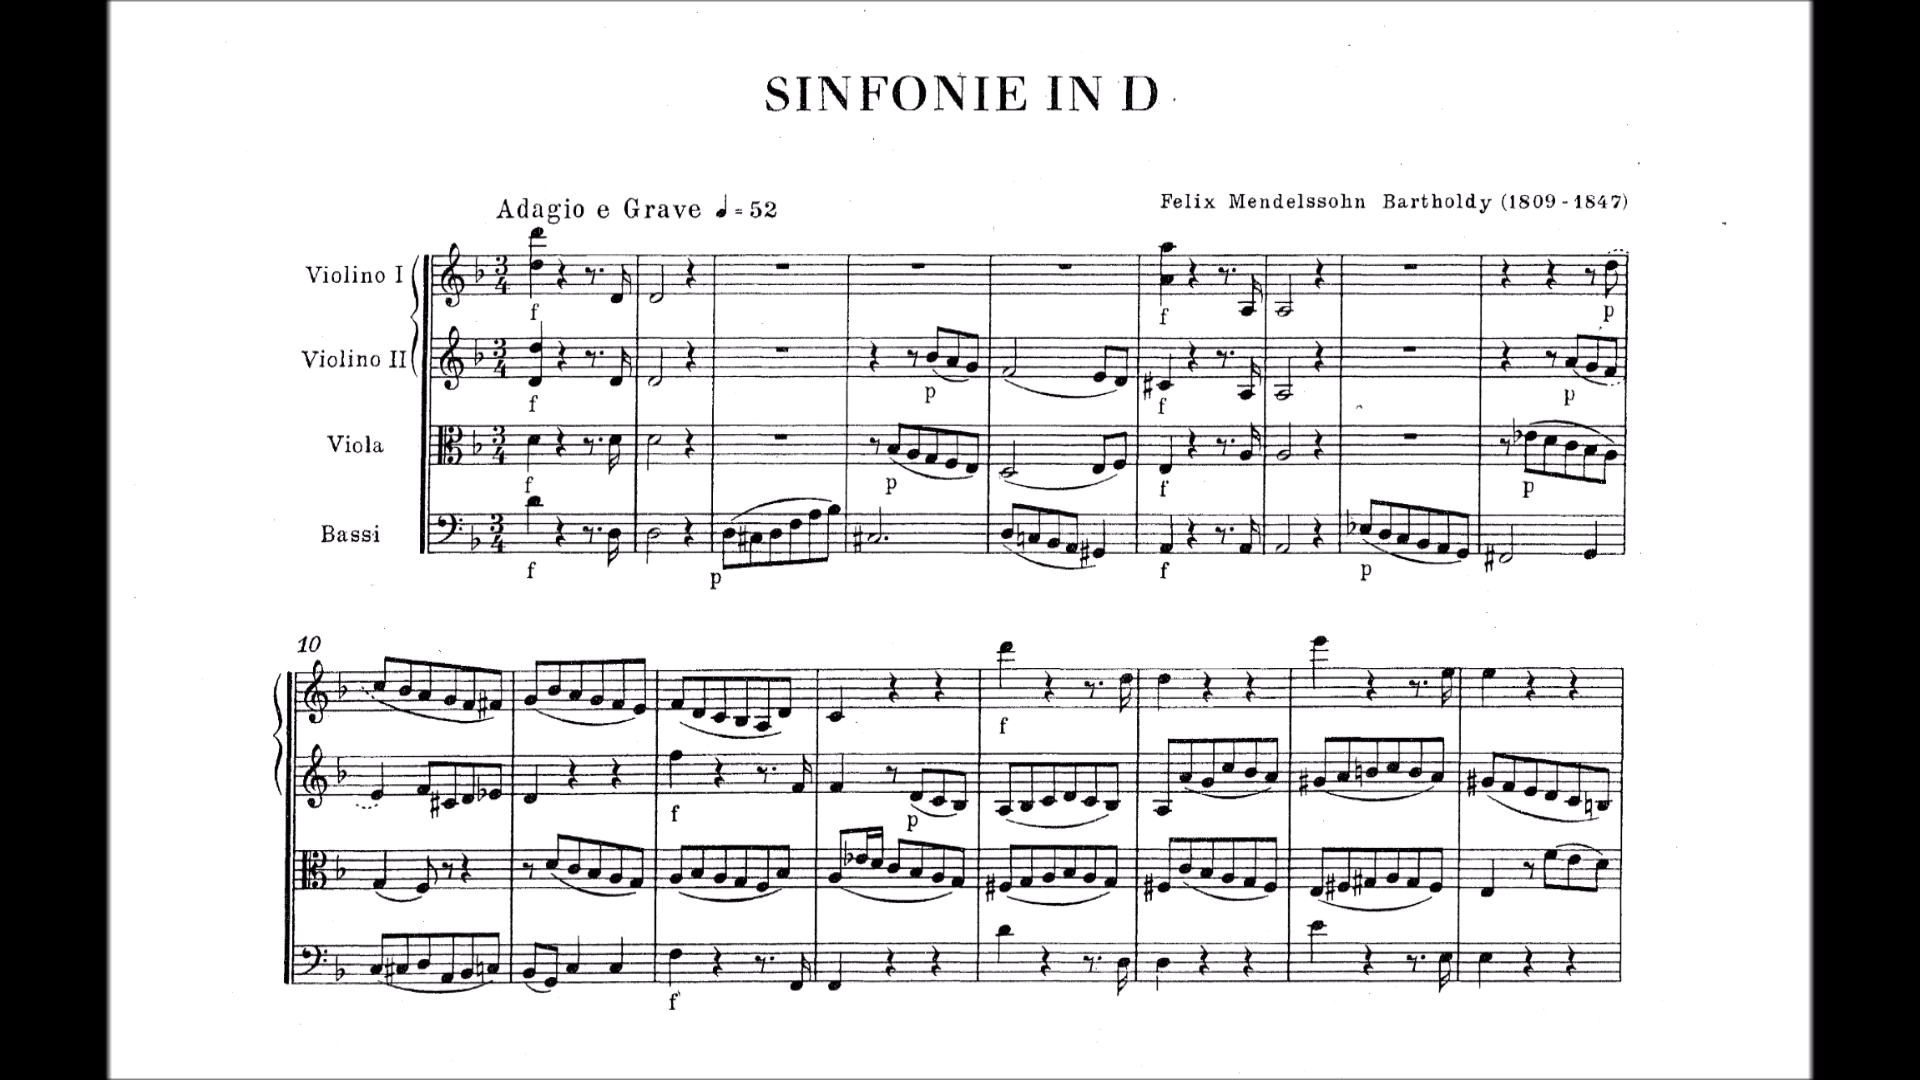 SINFONIE IN D
Adagio e Grave ♩ = 52
Felix Mendelssohn Bartholdy (1809 - 1847)
Violino I
f f p
Violino II
f p f p
Viola
f p f p
Bassi
f p f p
10
f
f p
f